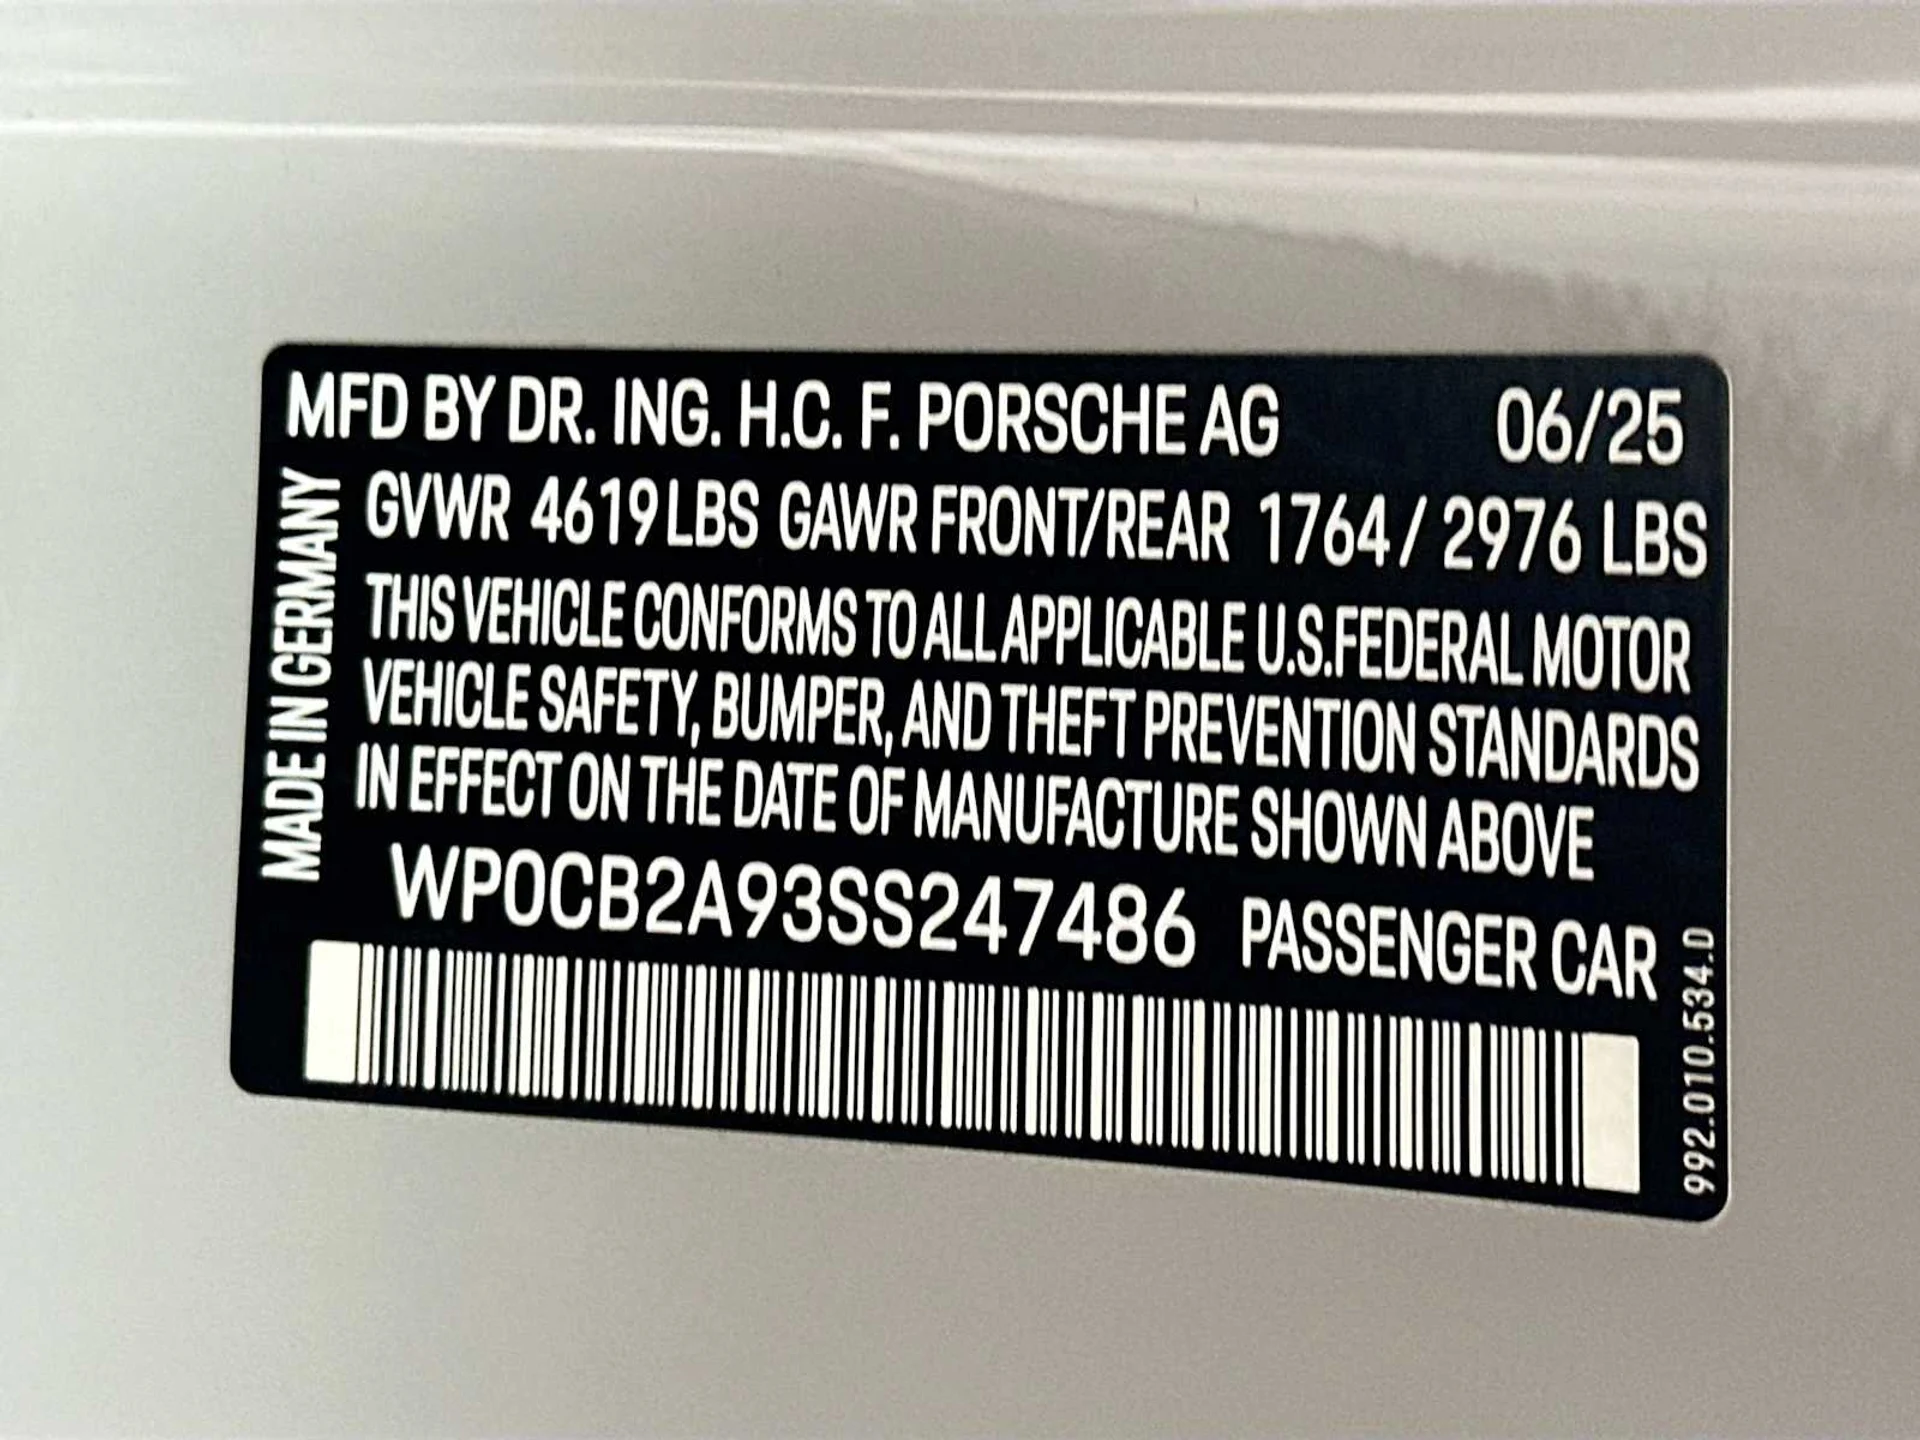 MFD BY DR. ING. H.C. F. PORSCHE AG 06/25
MADE IN GERMANY
GVWR 4619 LBS GAWR FRONT/REAR 1764 / 2976 LBS
THIS VEHICLE CONFORMS TO ALL APPLICABLE U.S.FEDERAL MOTOR
VEHICLE SAFETY, BUMPER, AND THEFT PREVENTION STANDARDS
IN EFFECT ON THE DATE OF MANUFACTURE SHOWN ABOVE
WP0CB2A93SS247486 PASSENGER CAR
992.010.534.D